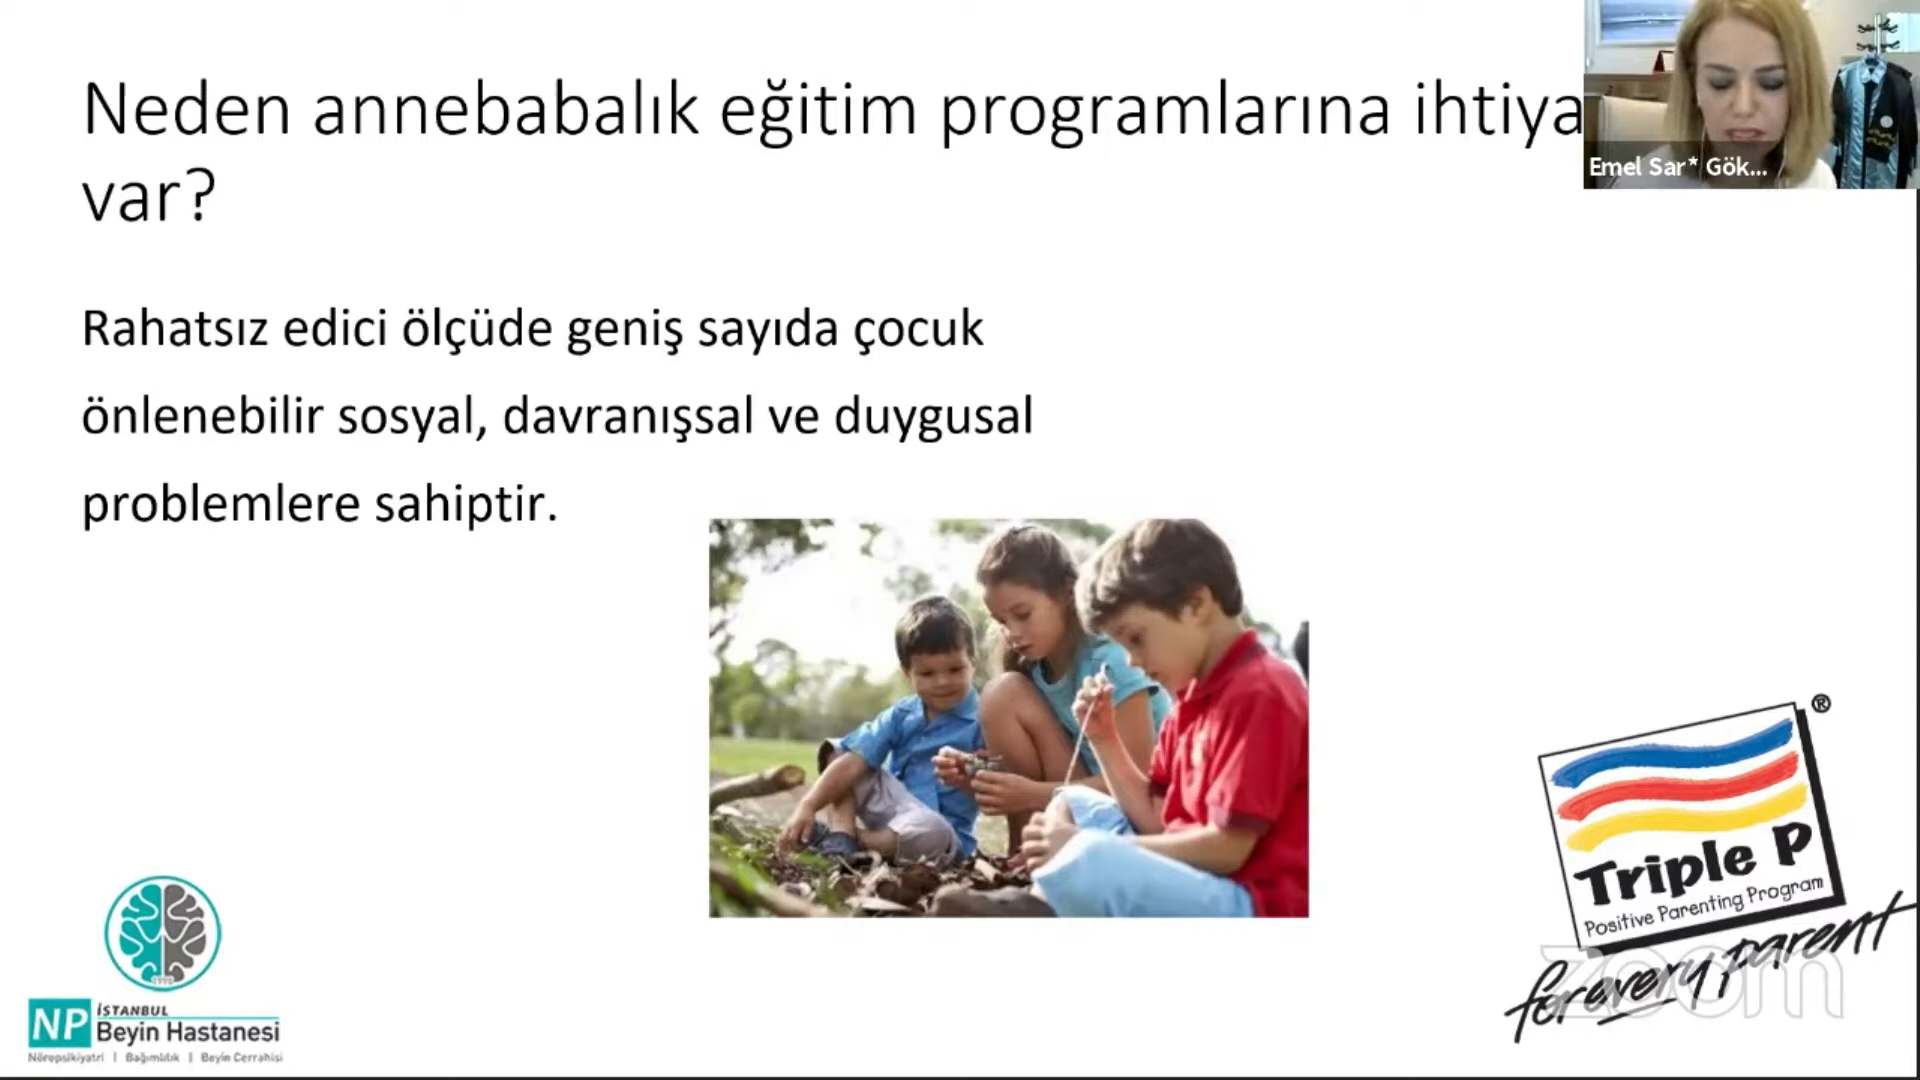 Neden annebabalık eğitim programlarına ihtiya
var?
Emel Sar* Gök...
Rahatsız edici ölçüde geniş sayıda çocuk
önlenebilir sosyal, davranışsal ve duygusal
problemlere sahiptir.
®
Triple P
Positive Parenting Program
for every parent
zoom
1998
NP İSTANBUL
Beyin Hastanesi
Nöropsikiyatri | Bağımlılık | Beyin Cerrahisi